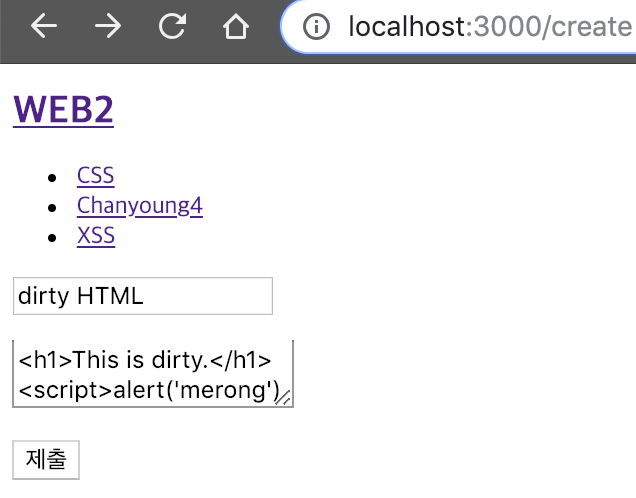 localhost:3000/create
WEB2
CSS
Chanyoung4
XSS
dirty HTML
<h1>This is dirty.</h1>
<script>alert('merong')
제출